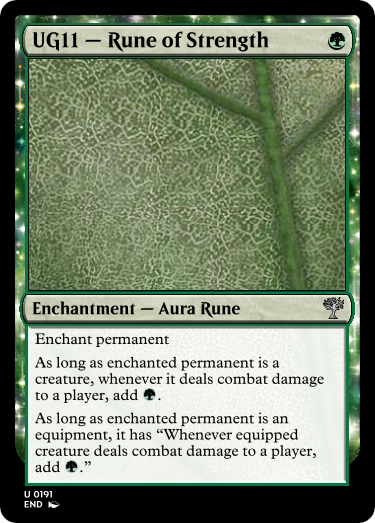 UG11 — Rune of Strength
Enchantment — Aura Rune
Enchant permanent
As long as enchanted permanent is a
creature, whenever it deals combat damage
to a player, add .
As long as enchanted permanent is an
equipment, it has “Whenever equipped
creature deals combat damage to a player,
add .”
U 0191
END